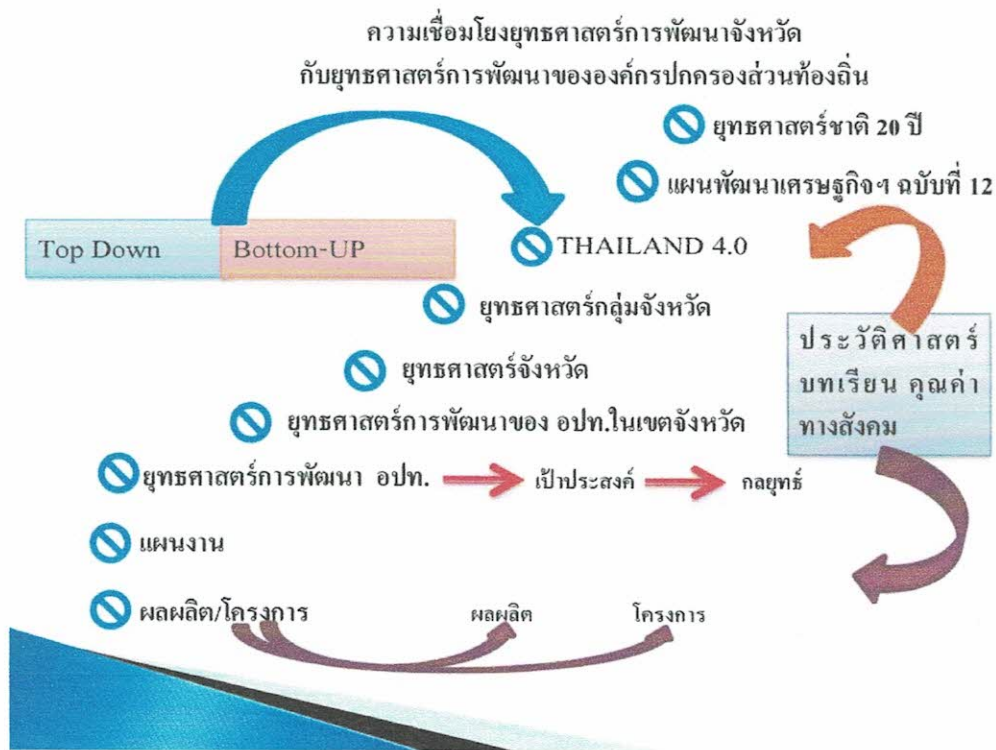 ความเชื่อมโยงยุทธศาสตร์การพัฒนาจังหวัด
กับยุทธศาสตร์การพัฒนาขององค์กรปกครองส่วนท้องถิ่น
ยุทธศาสตร์ชาติ 20 ปี
แผนพัฒนาเศรษฐกิจฯ ฉบับที่ 12
Top Down
Bottom-UP
THAILAND 4.0
ยุทธศาสตร์กลุ่มจังหวัด
ประวัติศาสตร์
บทเรียน คุณค่า
ทางสังคม
ยุทธศาสตร์จังหวัด
ยุทธศาสตร์การพัฒนาของ อปท.ในเขตจังหวัด
ยุทธศาสตร์การพัฒนา อปท. เป้าประสงค์ กลยุทธ์
แผนงาน
ผลผลิต/โครงการ ผลผลิต โครงการ